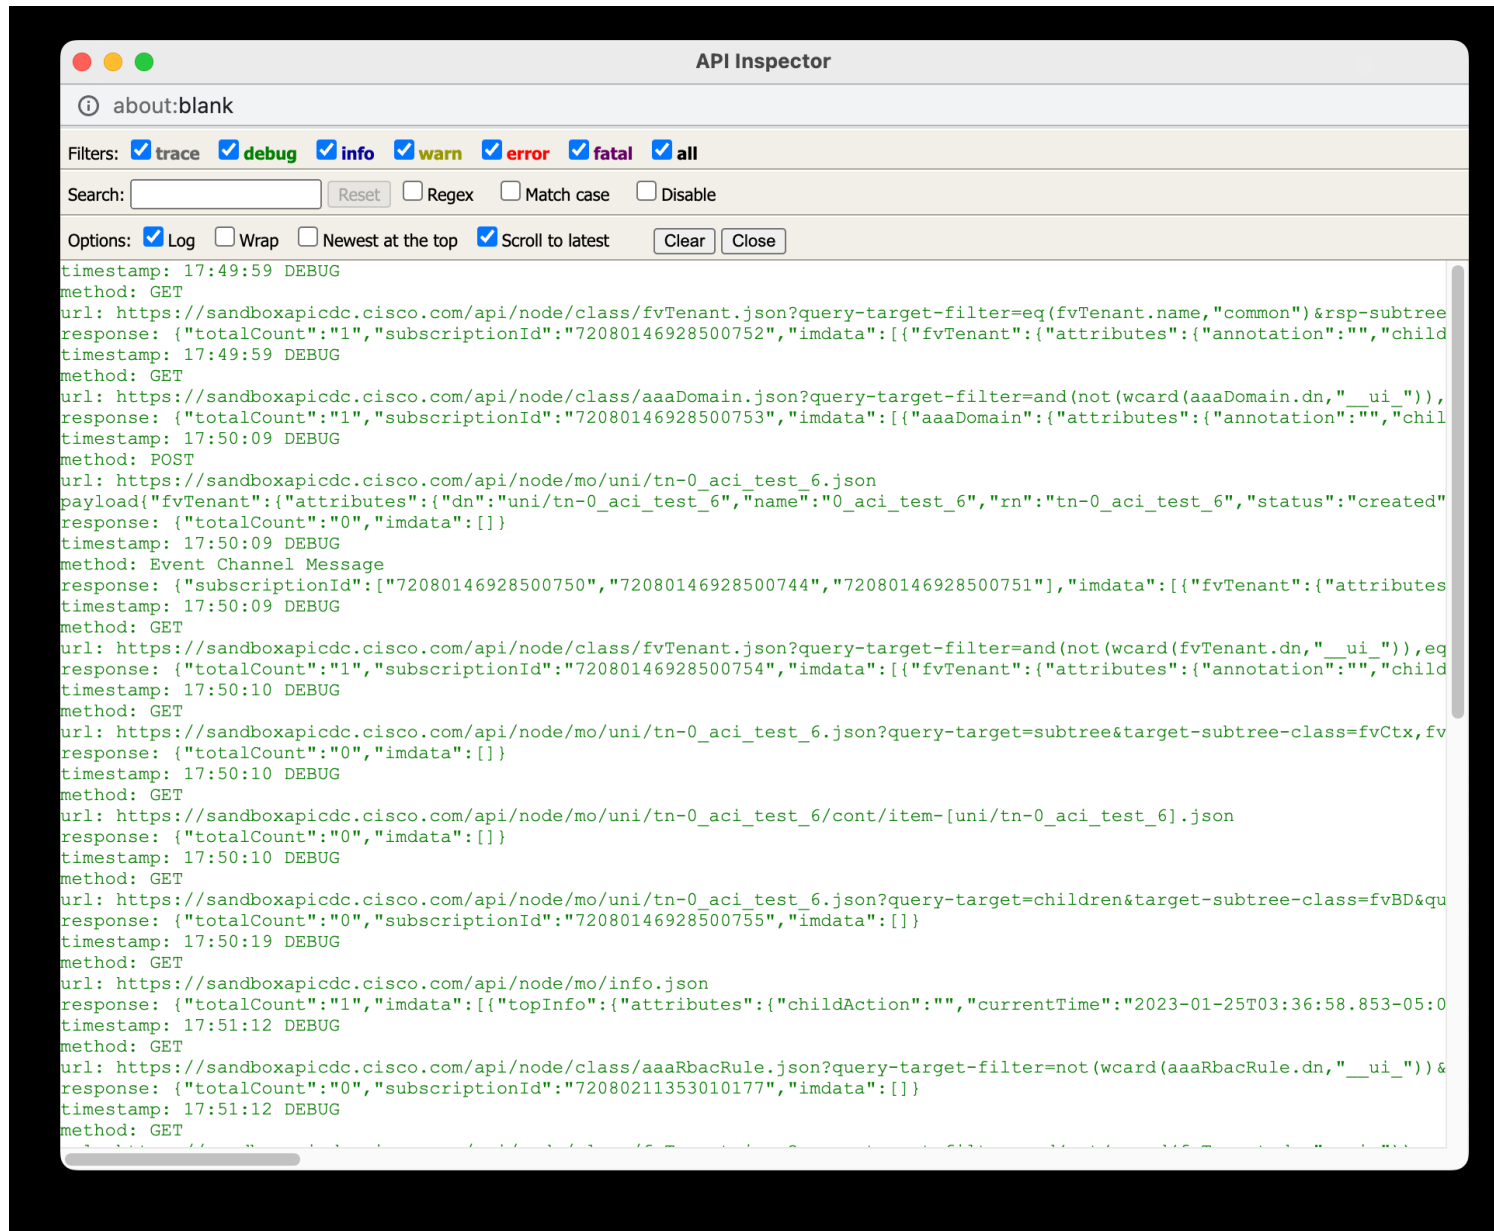 API Inspector
about:blank
Filters: trace debug info warn error fatal all
Search: Reset Regex Match case Disable
Options: Log Wrap Newest at the top Scroll to latest Clear Close
timestamp: 17:49:59 DEBUG
method: GET
url: https://sandboxapicdc.cisco.com/api/node/class/fvTenant.json?query-target-filter=eq(fvTenant.name,"common")&rsp-subtree
response: {"totalCount":"1","subscriptionId":"72080146928500752","imdata":[{"fvTenant":{"attributes":{"annotation":"","child
timestamp: 17:49:59 DEBUG
method: GET
url: https://sandboxapicdc.cisco.com/api/node/class/aaaDomain.json?query-target-filter=and(not(wcard(aaaDomain.dn,"__ui_")),
response: {"totalCount":"1","subscriptionId":"72080146928500753","imdata":[{"aaaDomain":{"attributes":{"annotation":"","chil
timestamp: 17:50:09 DEBUG
method: POST
url: https://sandboxapicdc.cisco.com/api/node/mo/uni/tn-0_aci_test_6.json
payload{"fvTenant":{"attributes":{"dn":"uni/tn-0_aci_test_6","name":"0_aci_test_6","rn":"tn-0_aci_test_6","status":"created"
response: {"totalCount":"0","imdata":[]}
timestamp: 17:50:09 DEBUG
method: Event Channel Message
response: {"subscriptionId":["72080146928500750","72080146928500744","72080146928500751"],"imdata":[{"fvTenant":{"attributes
timestamp: 17:50:09 DEBUG
method: GET
url: https://sandboxapicdc.cisco.com/api/node/class/fvTenant.json?query-target-filter=and(not(wcard(fvTenant.dn,"__ui_")),eq
response: {"totalCount":"1","subscriptionId":"72080146928500754","imdata":[{"fvTenant":{"attributes":{"annotation":"","child
timestamp: 17:50:10 DEBUG
method: GET
url: https://sandboxapicdc.cisco.com/api/node/mo/uni/tn-0_aci_test_6.json?query-target=subtree&target-subtree-class=fvCtx,fv
response: {"totalCount":"0","imdata":[]}
timestamp: 17:50:10 DEBUG
method: GET
url: https://sandboxapicdc.cisco.com/api/node/mo/uni/tn-0_aci_test_6/cont/item-[uni/tn-0_aci_test_6].json
response: {"totalCount":"0","imdata":[]}
timestamp: 17:50:10 DEBUG
method: GET
url: https://sandboxapicdc.cisco.com/api/node/mo/uni/tn-0_aci_test_6.json?query-target=children&target-subtree-class=fvBD&qu
response: {"totalCount":"0","subscriptionId":"72080146928500755","imdata":[]}
timestamp: 17:50:19 DEBUG
method: GET
url: https://sandboxapicdc.cisco.com/api/node/mo/info.json
response: {"totalCount":"1","imdata":[{"topInfo":{"attributes":{"childAction":"","currentTime":"2023-01-25T03:36:58.853-05:0
timestamp: 17:51:12 DEBUG
method: GET
url: https://sandboxapicdc.cisco.com/api/node/class/aaaRbacRule.json?query-target-filter=not(wcard(aaaRbacRule.dn,"__ui_"))&
response: {"totalCount":"0","subscriptionId":"72080211353010177","imdata":[]}
timestamp: 17:51:12 DEBUG
method: GET